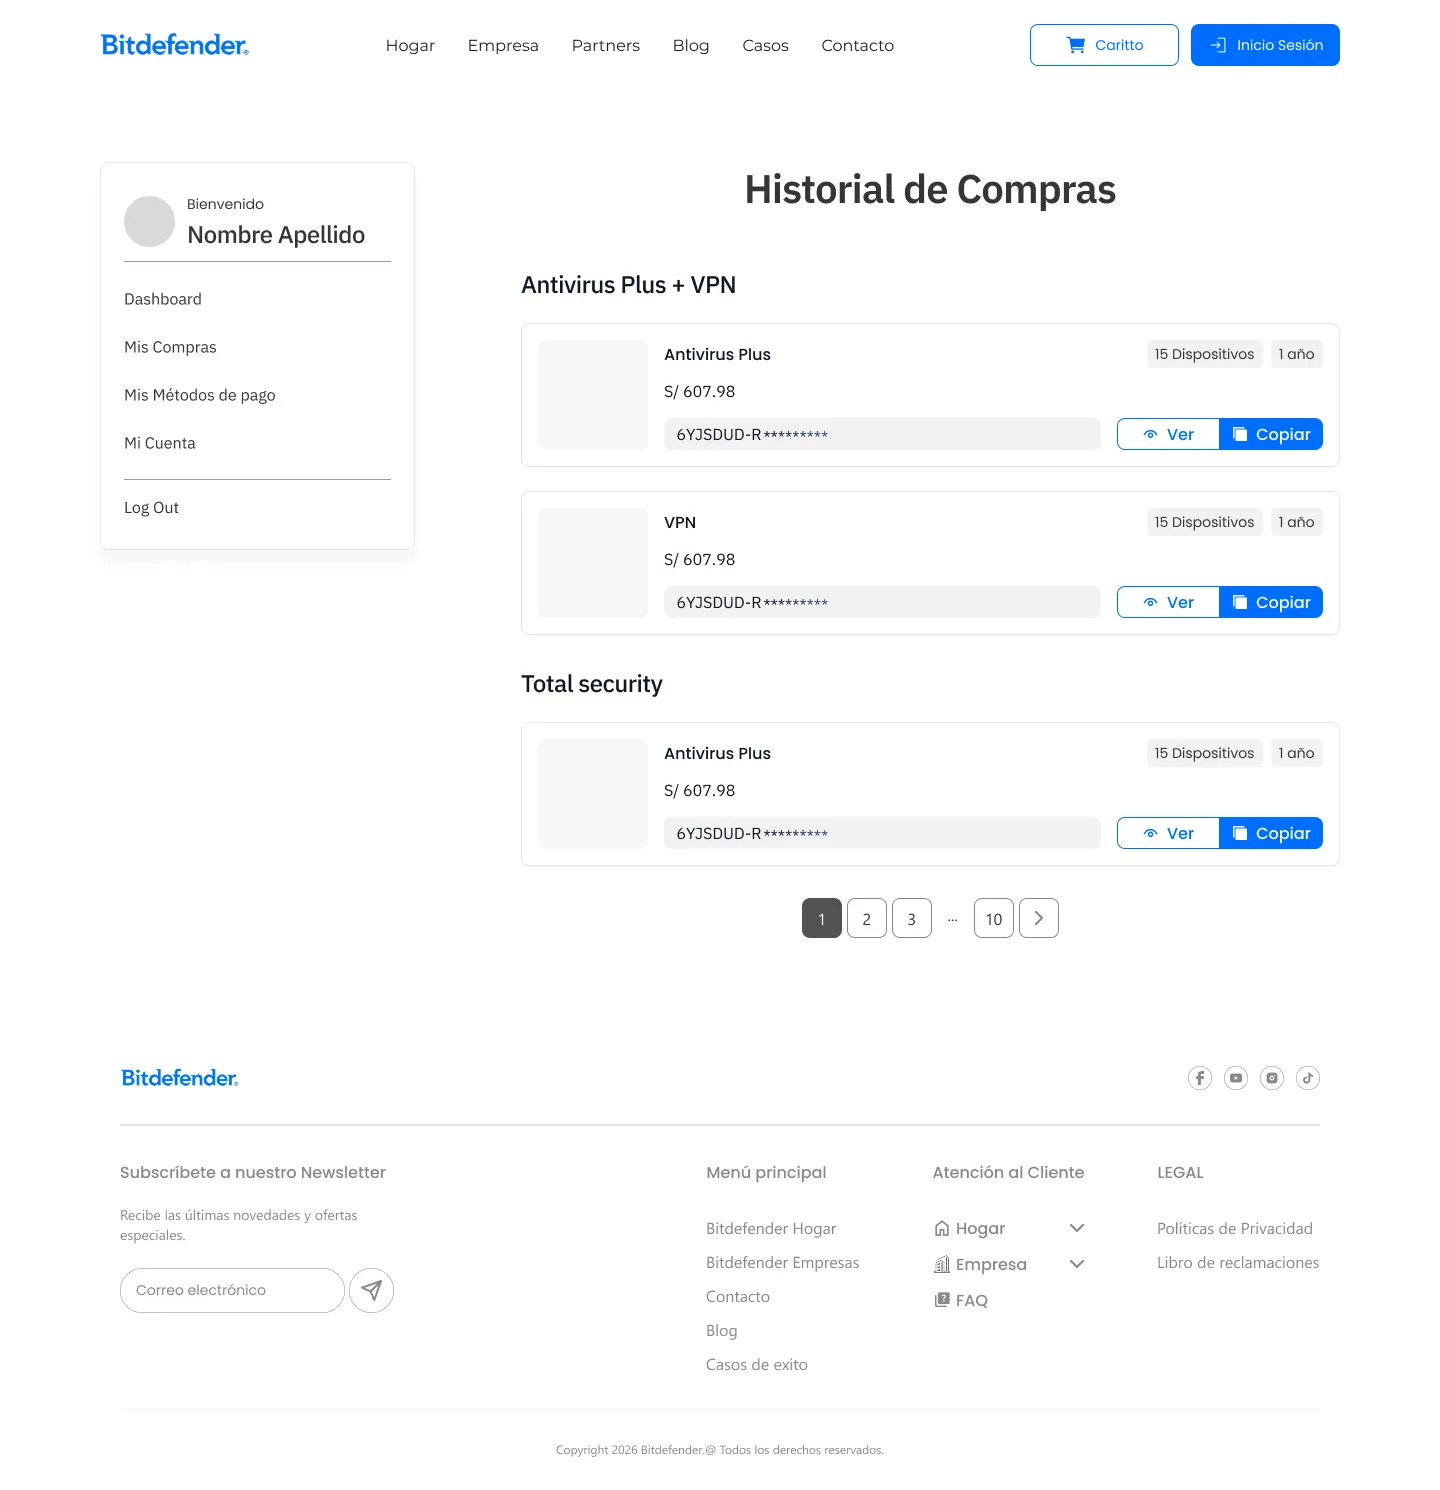 Bitdefender®
Hogar
Empresa
Partners
Blog
Casos
Contacto
Caritto
Inicio Sesión
Bienvenido
Nombre Apellido
Dashboard
Mis Compras
Mis Métodos de pago
Mi Cuenta
Log Out
Historial de Compras
Antivirus Plus + VPN
Antivirus Plus
15 Dispositivos
1 año
S/ 607.98
6YJSDUD-R*********
Ver
Copiar
VPN
15 Dispositivos
1 año
S/ 607.98
6YJSDUD-R*********
Ver
Copiar
Total security
Antivirus Plus
15 Dispositivos
1 año
S/ 607.98
6YJSDUD-R*********
Ver
Copiar
1
2
3
...
10
Bitdefender®
Subscríbete a nuestro Newsletter
Recibe las últimas novedades y ofertas
especiales.
Correo electrónico
Menú principal
Bitdefender Hogar
Bitdefender Empresas
Contacto
Blog
Casos de exito
Atención al Cliente
Hogar
Empresa
FAQ
LEGAL
Políticas de Privacidad
Libro de reclamaciones
Copyright 2026 Bitdefender.@ Todos los derechos reservados.